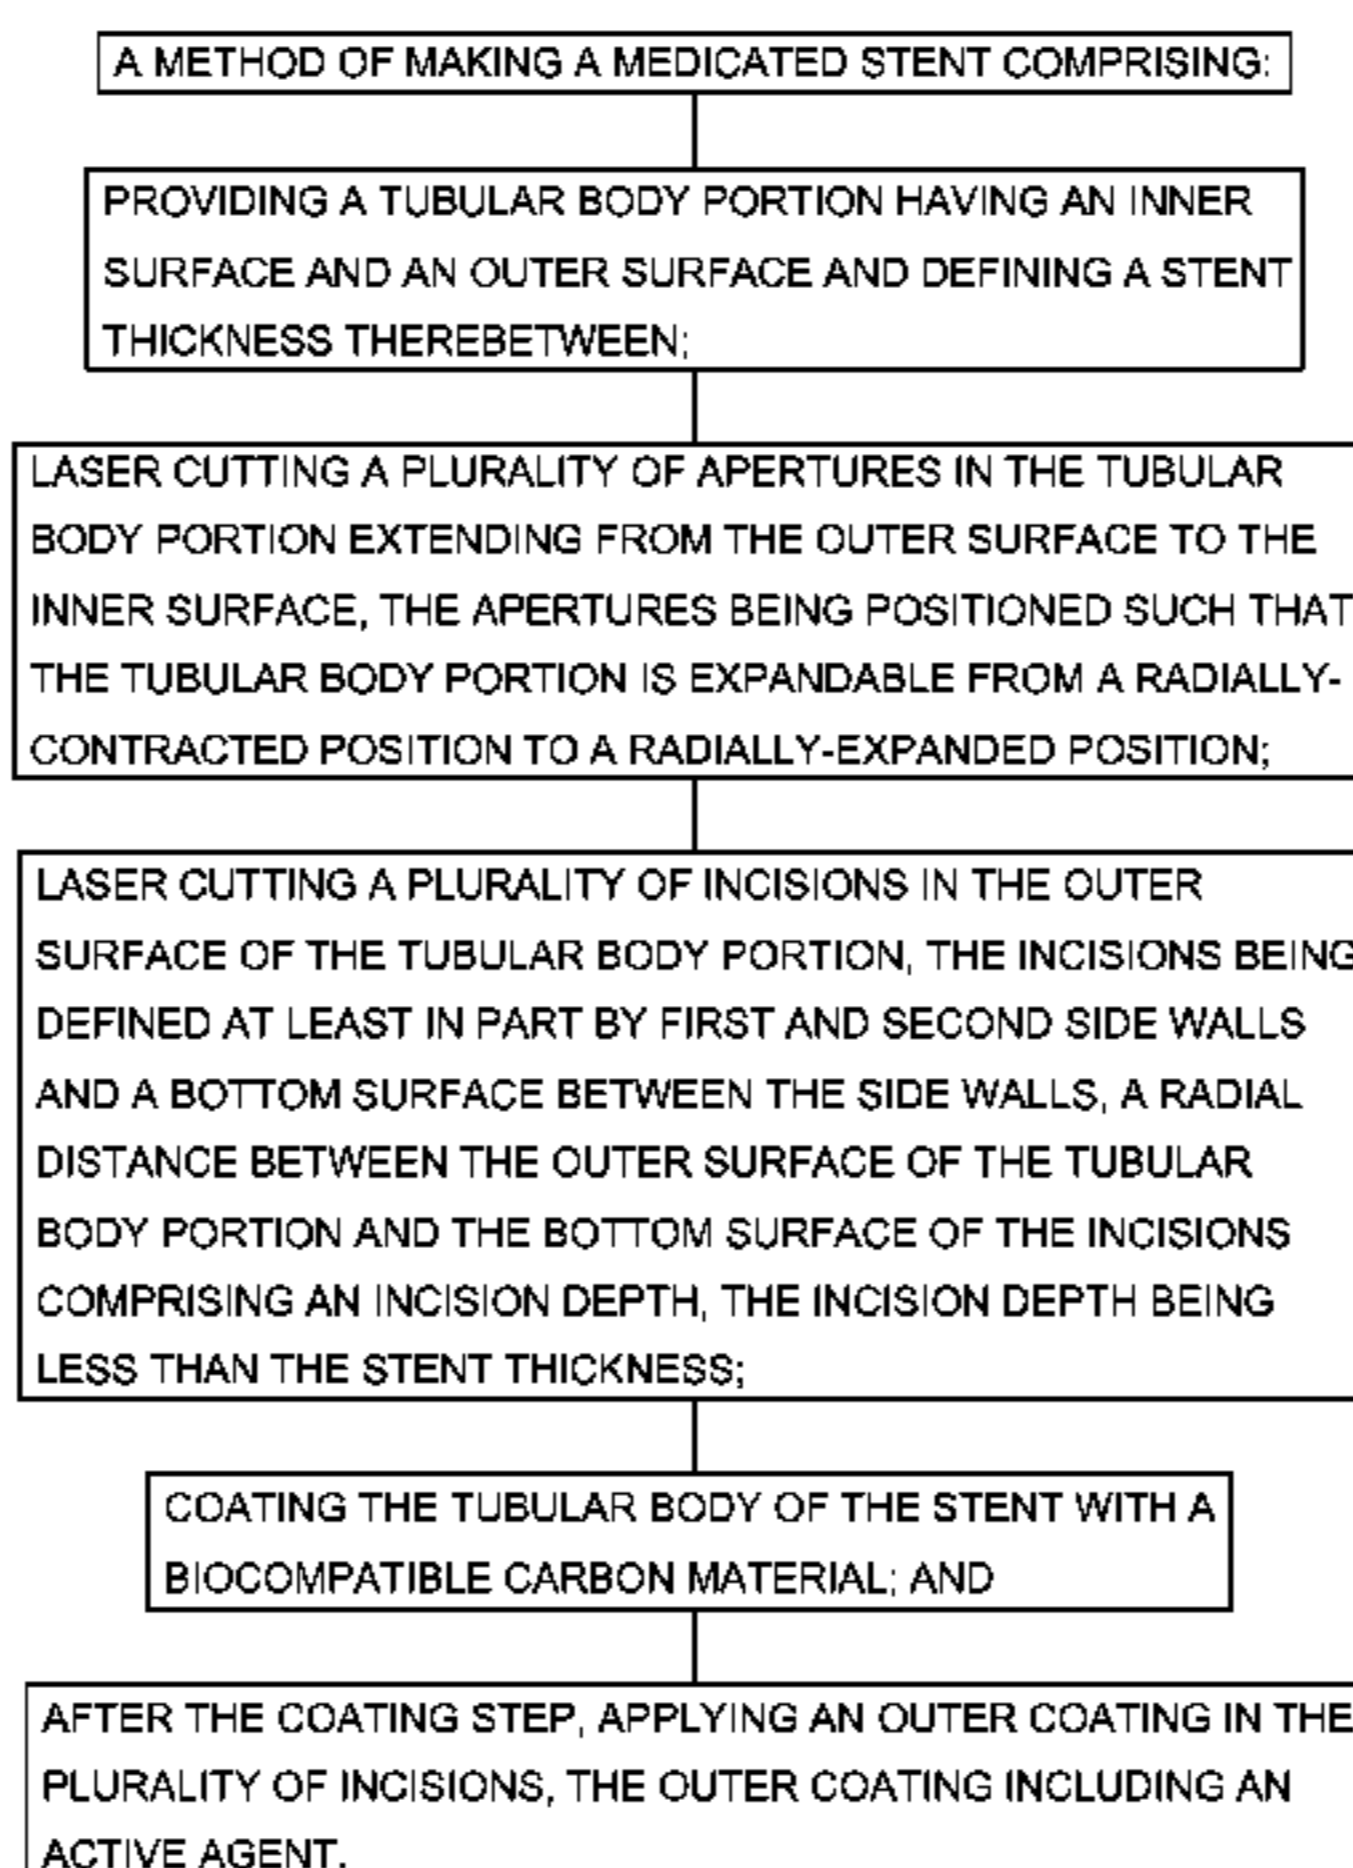 A METHOD OF MAKING A MEDICATED STENT COMPRISING:
PROVIDING A TUBULAR BODY PORTION HAVING AN INNER
SURFACE AND AN OUTER SURFACE AND DEFINING A STENT
THICKNESS THEREBETWEEN;
LASER CUTTING A PLURALITY OF APERTURES IN THE TUBULAR
BODY PORTION EXTENDING FROM THE OUTER SURFACE TO THE
INNER SURFACE, THE APERTURES BEING POSITIONED SUCH THAT
THE TUBULAR BODY PORTION IS EXPANDABLE FROM A RADIALLY-
CONTRACTED POSITION TO A RADIALLY-EXPANDED POSITION;
LASER CUTTING A PLURALITY OF INCISIONS IN THE OUTER
SURFACE OF THE TUBULAR BODY PORTION, THE INCISIONS BEING
DEFINED AT LEAST IN PART BY FIRST AND SECOND SIDE WALLS
AND A BOTTOM SURFACE BETWEEN THE SIDE WALLS, A RADIAL
DISTANCE BETWEEN THE OUTER SURFACE OF THE TUBULAR
BODY PORTION AND THE BOTTOM SURFACE OF THE INCISIONS
COMPRISING AN INCISION DEPTH, THE INCISION DEPTH BEING
LESS THAN THE STENT THICKNESS;
COATING THE TUBULAR BODY OF THE STENT WITH A
BIOCOMPATIBLE CARBON MATERIAL; AND
AFTER THE COATING STEP, APPLYING AN OUTER COATING IN THE
PLURALITY OF INCISIONS, THE OUTER COATING INCLUDING AN
ACTIVE AGENT.